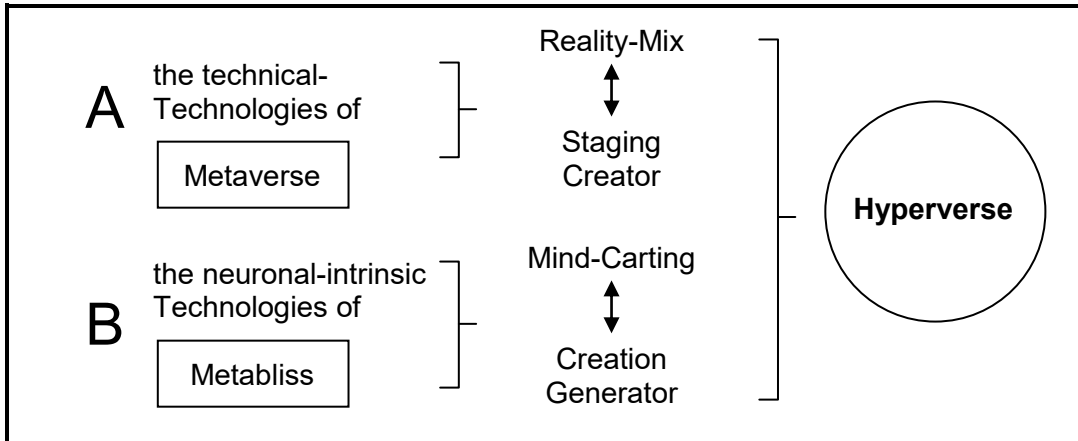 A
the technical-
Technologies of
Metaverse
Reality-Mix
Staging
Creator
B
the neuronal-intrinsic
Technologies of
Metabliss
Mind-Carting
Creation
Generator
Hyperverse